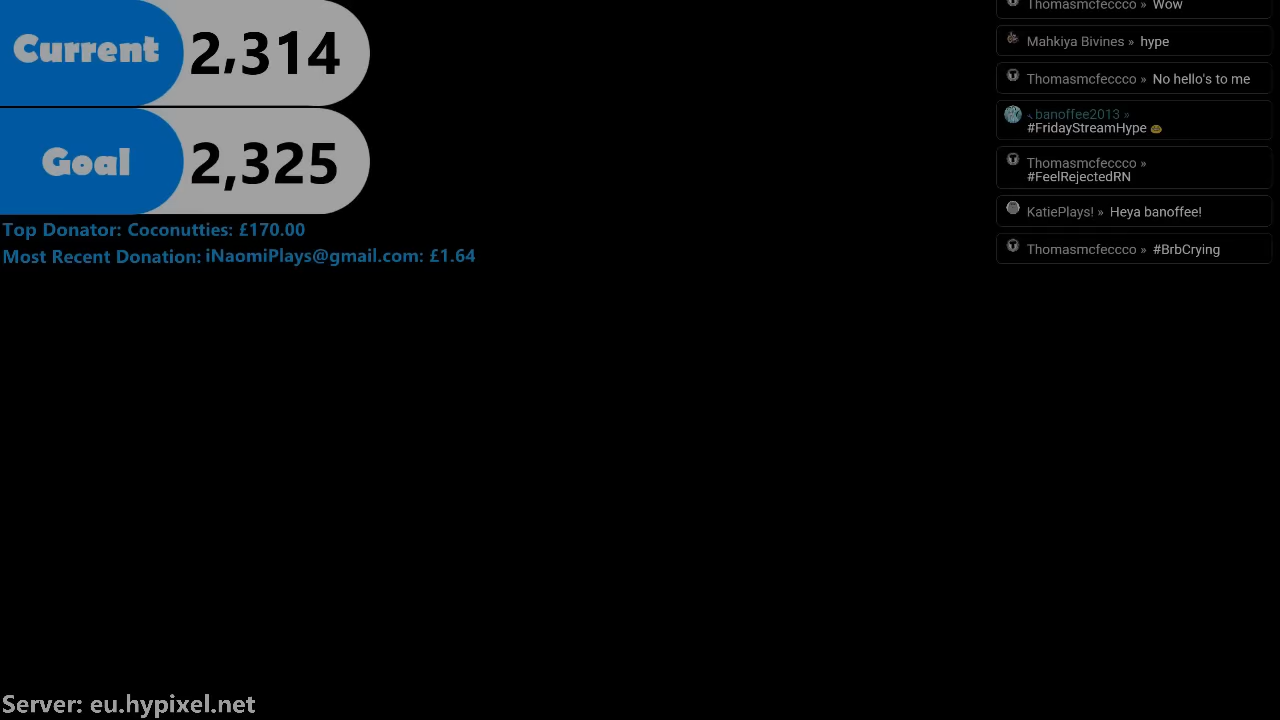 Current 2,314
Goal 2,325
Top Donator: Coconutties: £170.00
Most Recent Donation: iNaomiPlays@gmail.com: £1.64
Thomasmcfeccco » Wow
Mahkiya Bivines » hype
Thomasmcfeccco » No hello's to me
banoffee2013 »
#FridayStreamHype
Thomasmcfeccco »
#FeelRejectedRN
KatiePlays! » Heya banoffee!
Thomasmcfeccco » #BrbCrying
Server: eu.hypixel.net